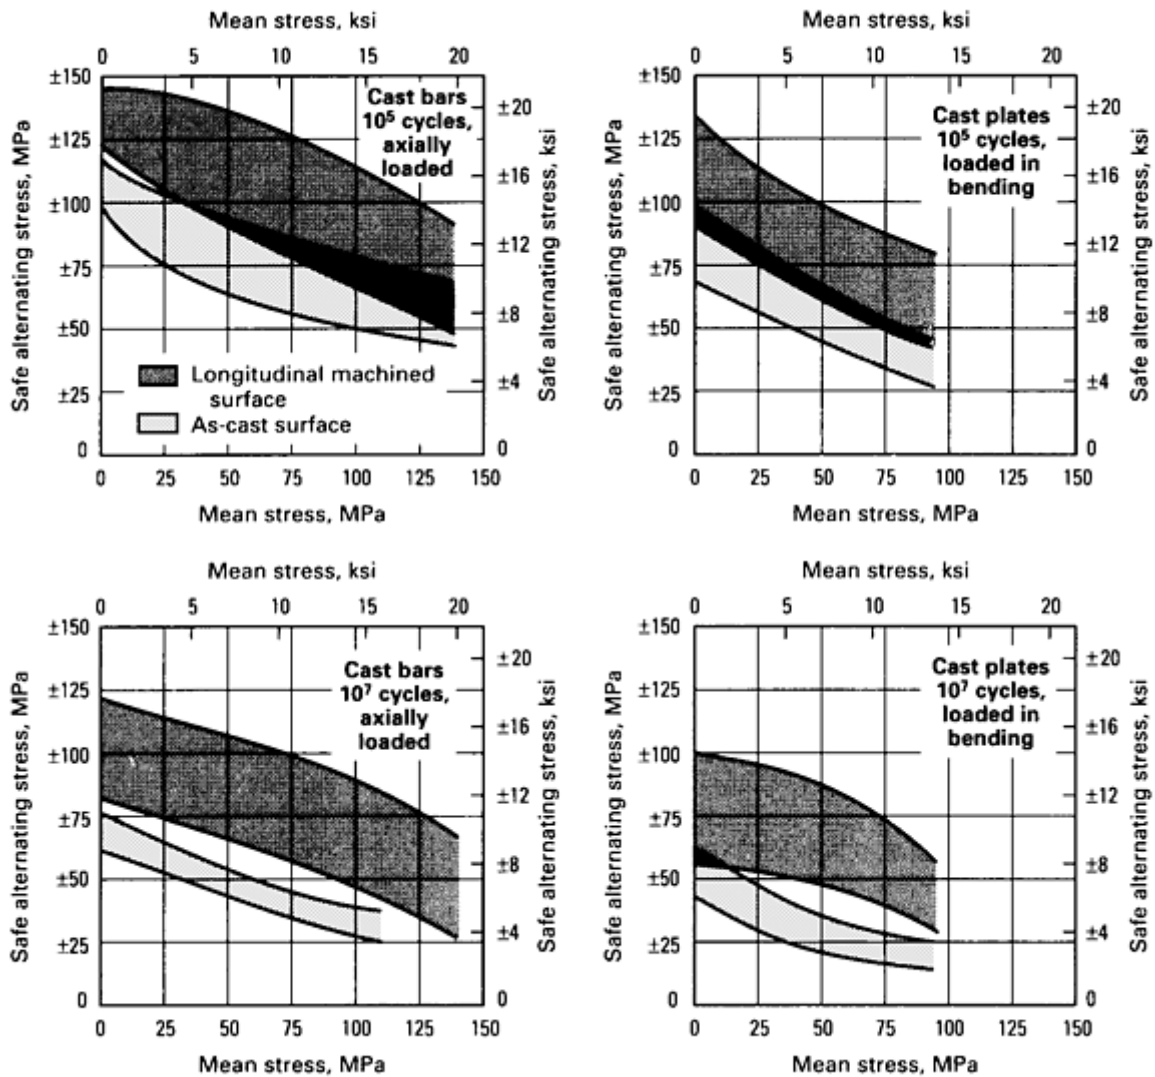 Mean stress, ksi
0 5 10 15 20
±150
±125
±100
±75
±50
±25
0
Safe alternating stress, MPa
Cast bars
10⁵ cycles,
axially
loaded
Longitudinal machined
surface
As-cast surface
±20
±16
±12
±8
±4
0
Safe alternating stress, ksi
0 25 50 75 100 125 150
Mean stress, MPa
Mean stress, ksi
0 5 10 15 20
±150
±125
±100
±75
±50
±25
0
Safe alternating stress, MPa
Cast plates
10⁵ cycles,
loaded in
bending
±20
±16
±12
±8
±4
0
Safe alternating stress, ksi
0 25 50 75 100 125 150
Mean stress, MPa
Mean stress, ksi
0 5 10 15 20
±150
±125
±100
±75
±50
±25
0
Safe alternating stress, MPa
Cast bars
10⁷ cycles,
axially
loaded
±20
±16
±12
±8
±4
0
Safe alternating stress, ksi
0 25 50 75 100 125 150
Mean stress, MPa
Mean stress, ksi
0 5 10 15 20
±150
±125
±100
±75
±50
±25
0
Safe alternating stress, MPa
Cast plates
10⁷ cycles,
loaded in
bending
±20
±16
±12
±8
±4
0
Safe alternating stress, ksi
0 25 50 75 100 125 150
Mean stress, MPa